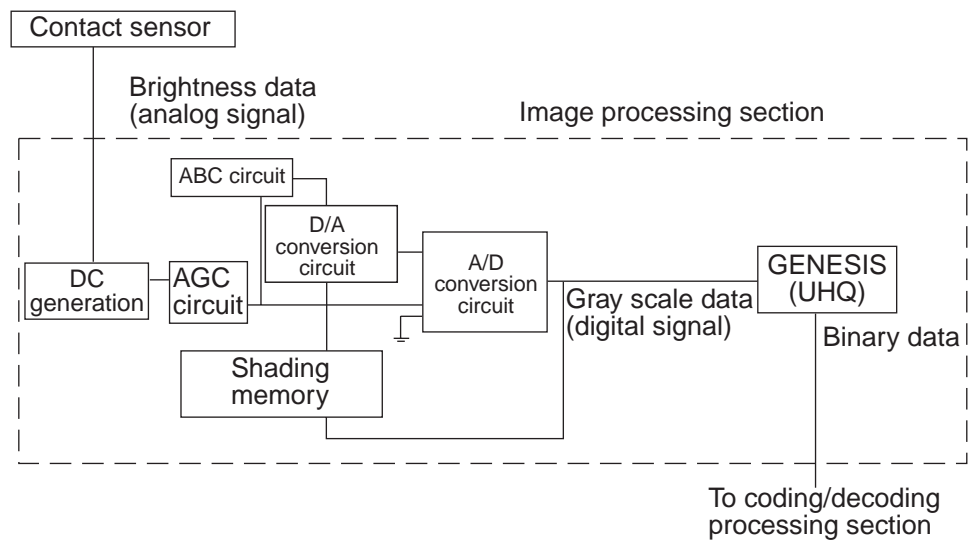 Contact sensor
Brightness data
(analog signal)
Image processing section
ABC circuit
D/A
conversion
circuit
A/D
conversion
circuit
DC
generation
AGC
circuit
GENESIS
(UHQ)
Gray scale data
(digital signal)
Binary data
Shading
memory
To coding/decoding
processing section